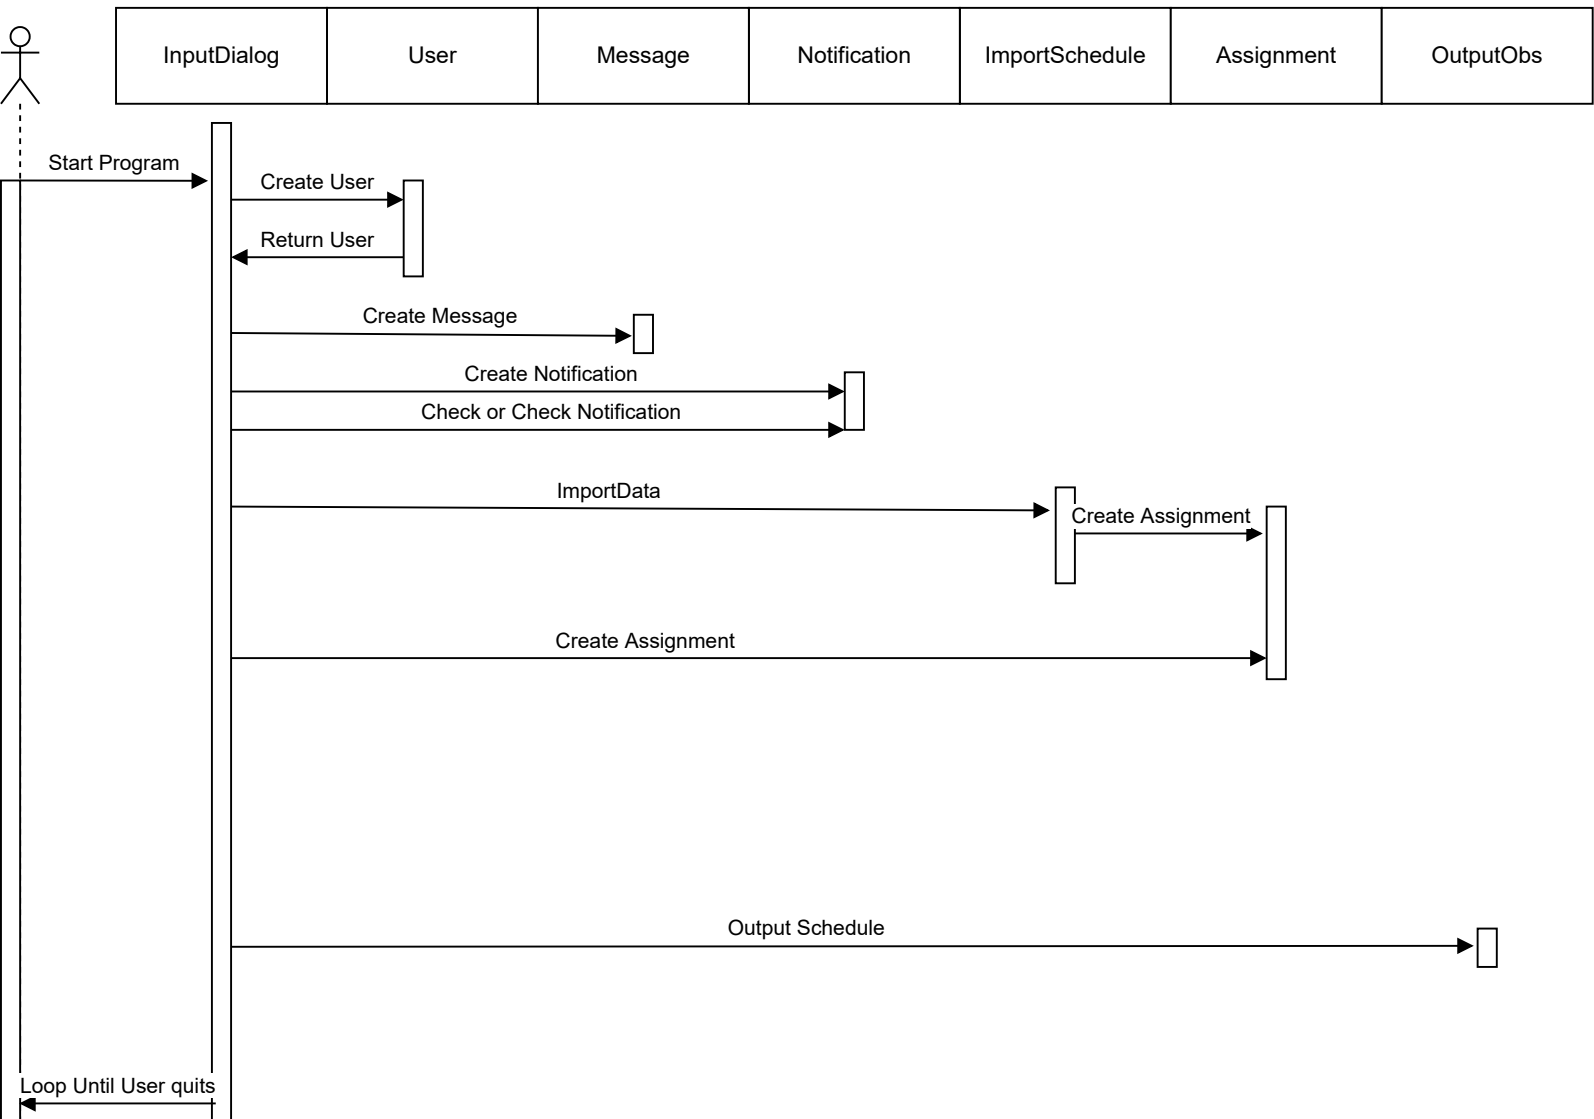 InputDialog
User
Message
Notification
ImportSchedule
Assignment
OutputObs
Start Program
Create User
Return User
Create Message
Create Notification
Check or Check Notification
ImportData
Create Assignment
Create Assignment
Output Schedule
Loop Until User quits